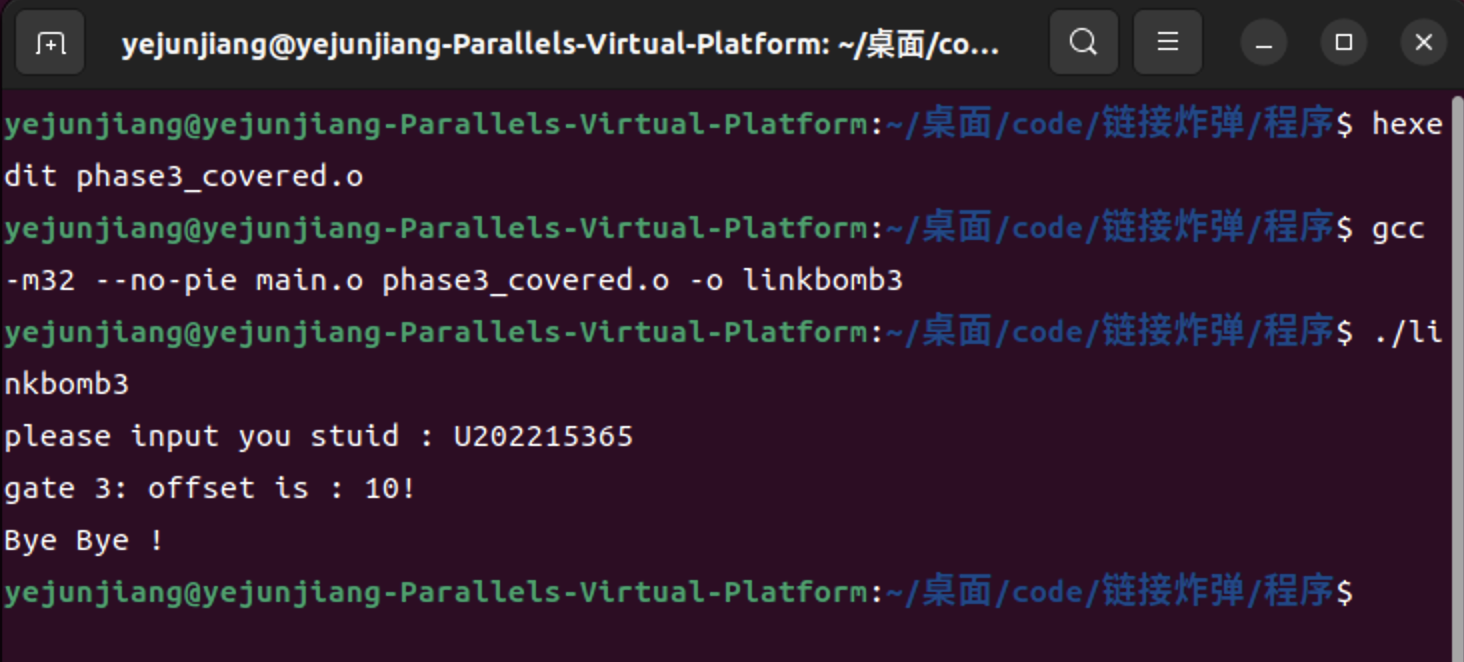 yejunjiang@yejunjiang-Parallels-Virtual-Platform: ~/桌面/co...
yejunjiang@yejunjiang-Parallels-Virtual-Platform:~/桌面/code/链接炸弹/程序$ hexe
dit phase3_covered.o
yejunjiang@yejunjiang-Parallels-Virtual-Platform:~/桌面/code/链接炸弹/程序$ gcc
-m32 --no-pie main.o phase3_covered.o -o linkbomb3
yejunjiang@yejunjiang-Parallels-Virtual-Platform:~/桌面/code/链接炸弹/程序$ ./li
nkbomb3
please input you stuid : U202215365
gate 3: offset is : 10!
Bye Bye !
yejunjiang@yejunjiang-Parallels-Virtual-Platform:~/桌面/code/链接炸弹/程序$